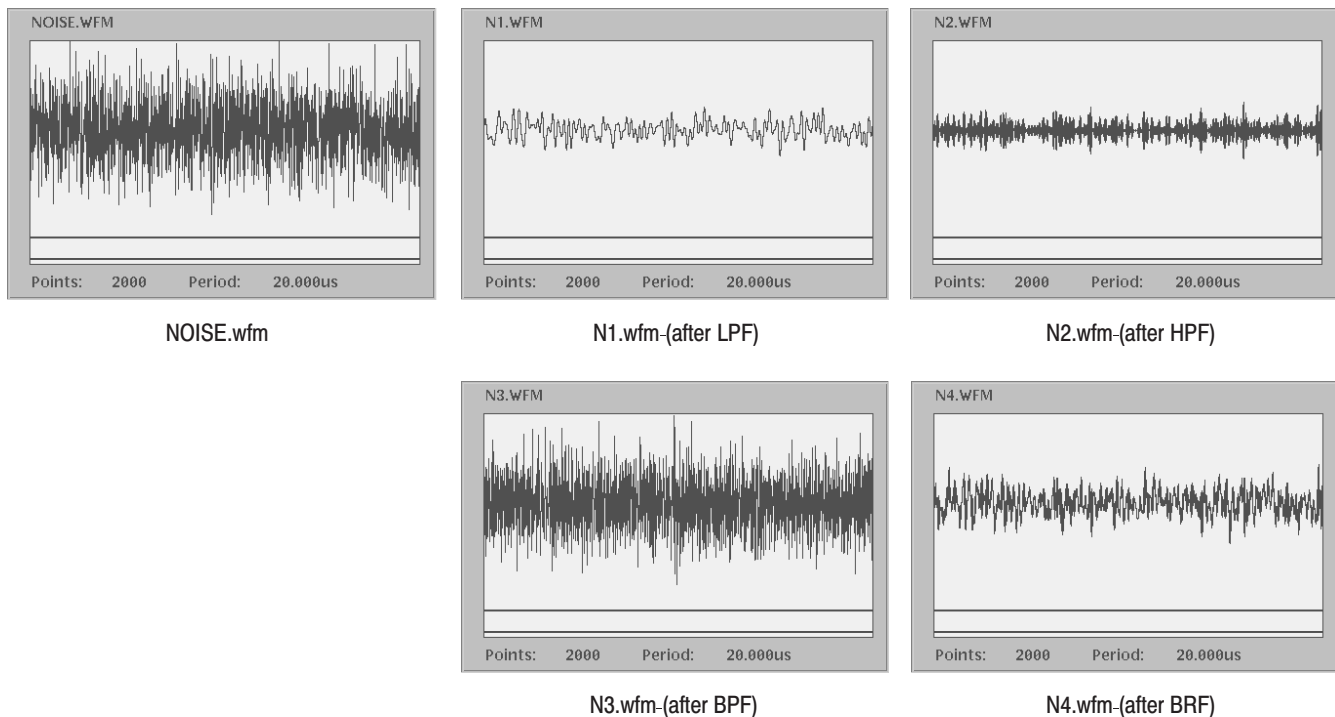 NOISE.WFM
Points: 2000 Period: 20.000us
NOISE.wfm
N1.WFM
Points: 2000 Period: 20.000us
N1.wfm-(after LPF)
N2.WFM
Points: 2000 Period: 20.000us
N2.wfm-(after HPF)
N3.WFM
Points: 2000 Period: 20.000us
N3.wfm-(after BPF)
N4.WFM
Points: 2000 Period: 20.000us
N4.wfm-(after BRF)